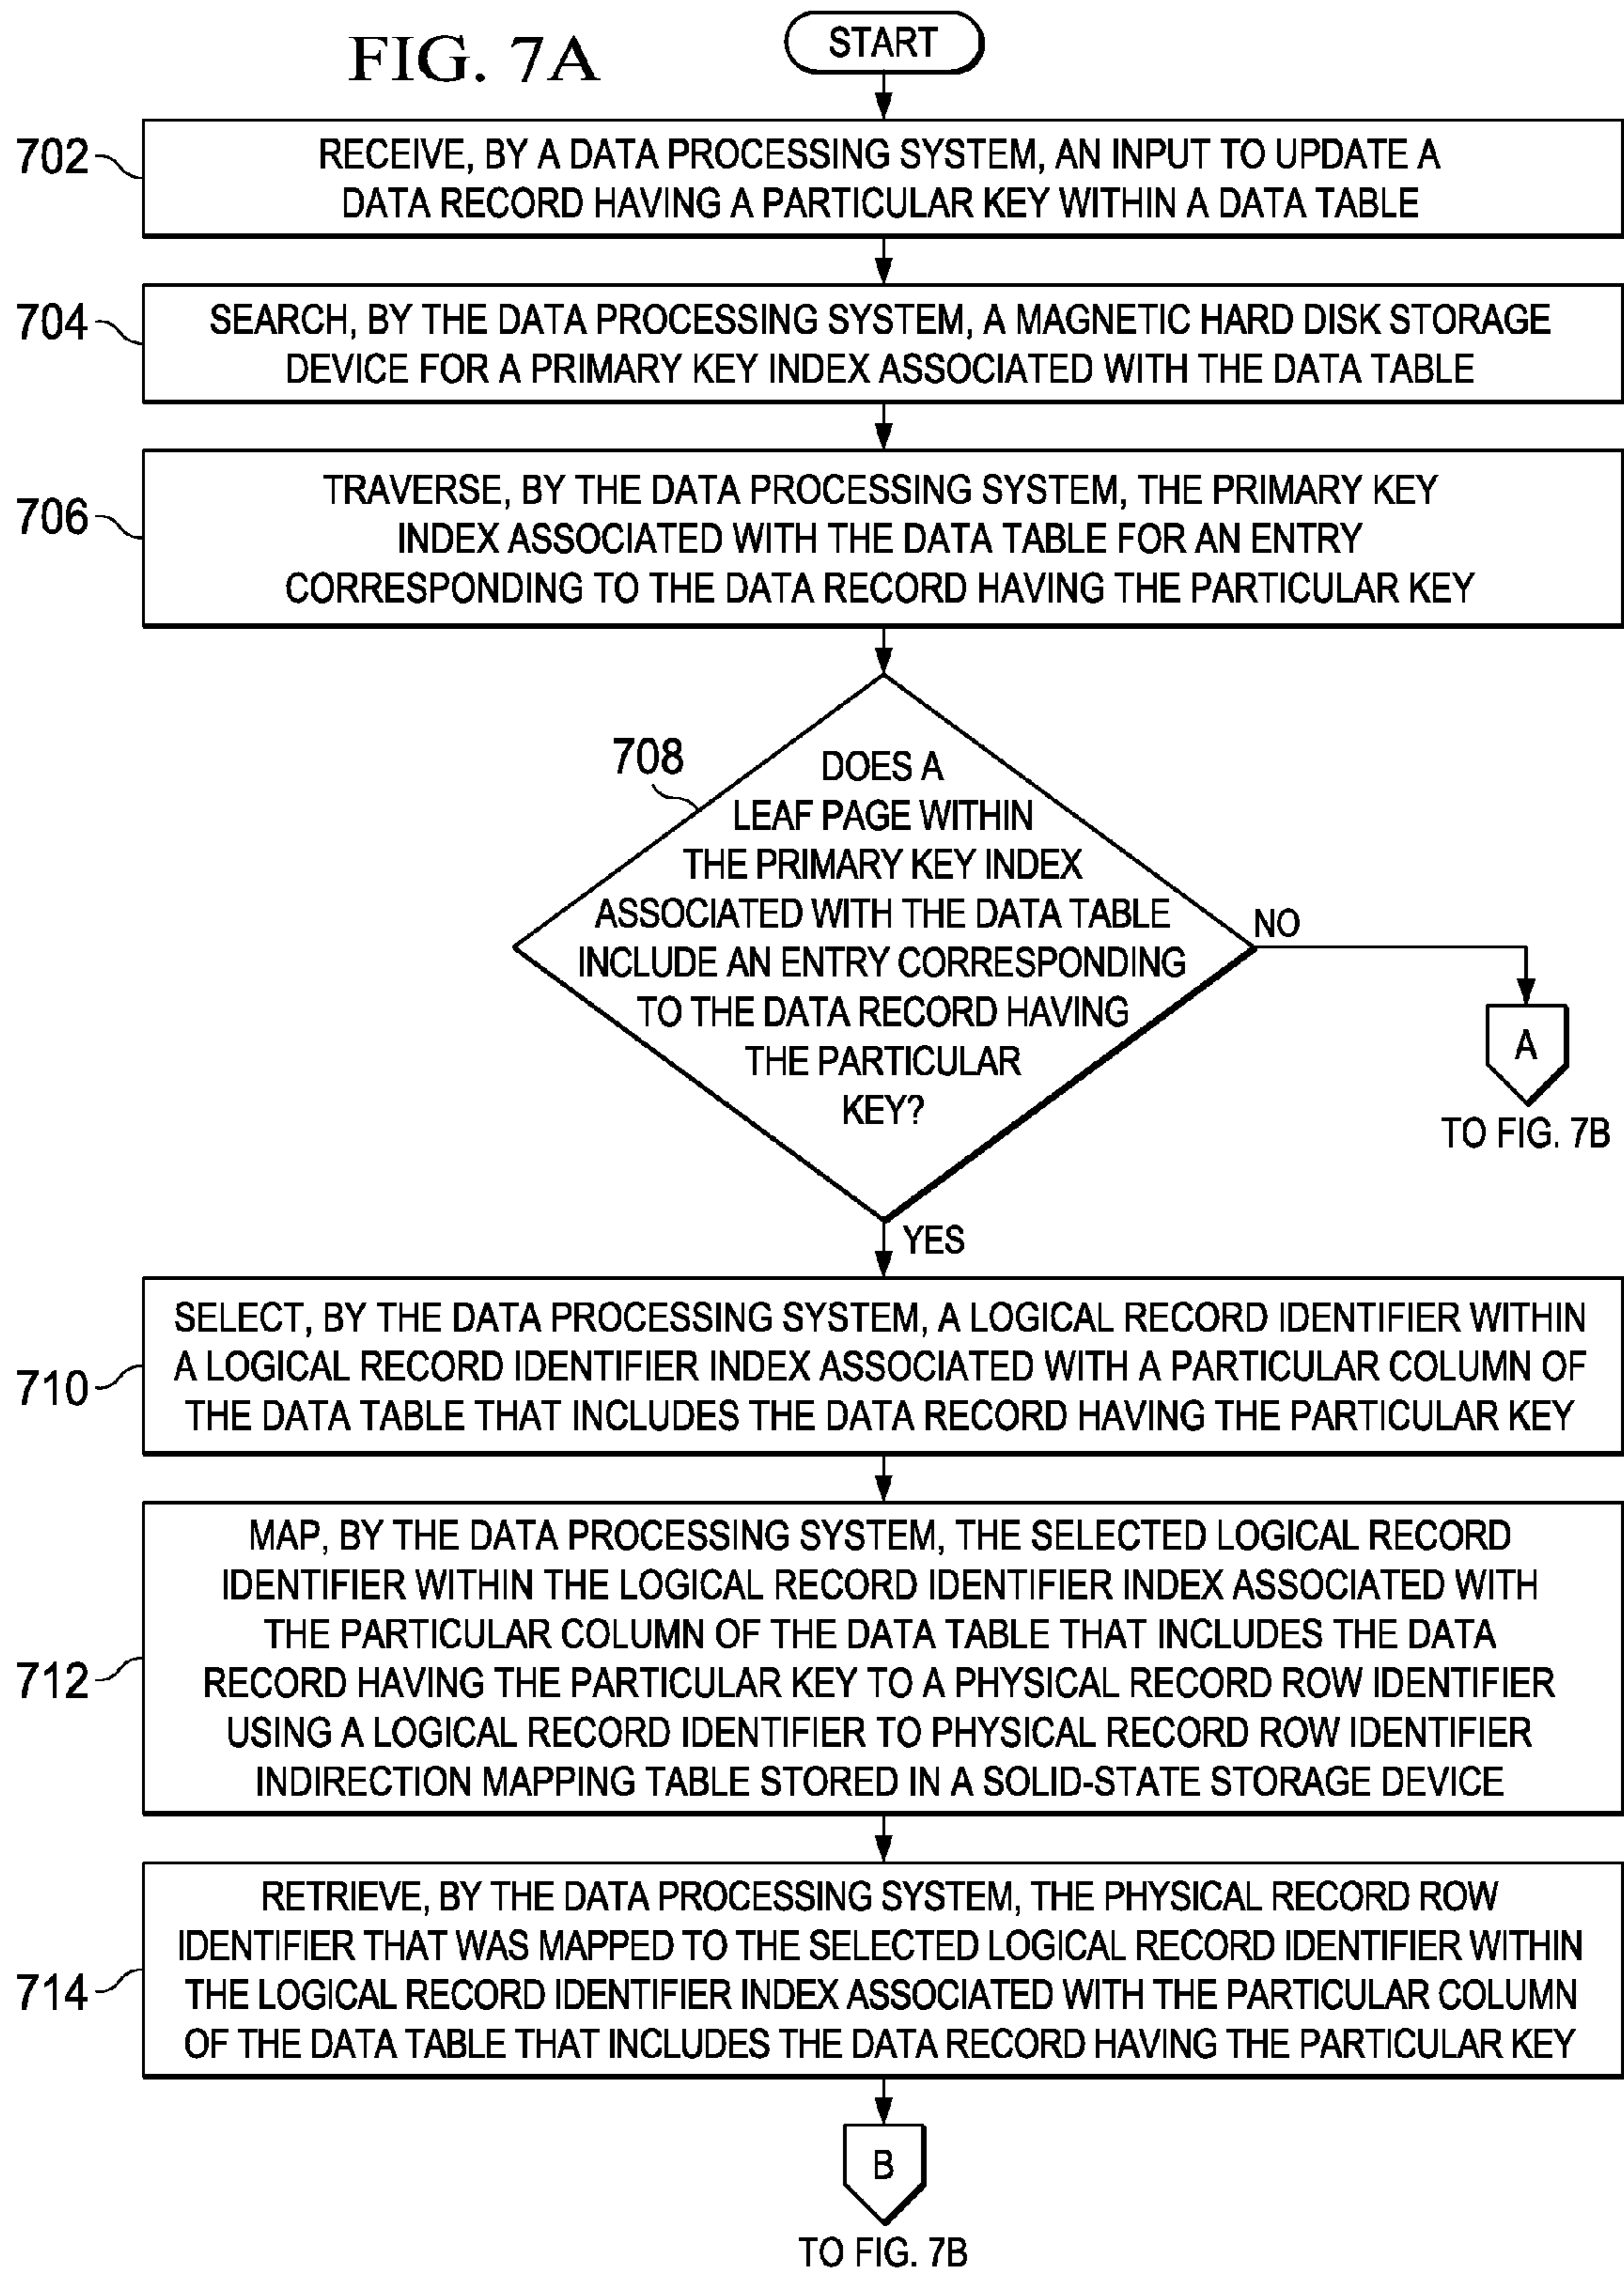 FIG. 7A
START
702
RECEIVE, BY A DATA PROCESSING SYSTEM, AN INPUT TO UPDATE A
DATA RECORD HAVING A PARTICULAR KEY WITHIN A DATA TABLE
704
SEARCH, BY THE DATA PROCESSING SYSTEM, A MAGNETIC HARD DISK STORAGE
DEVICE FOR A PRIMARY KEY INDEX ASSOCIATED WITH THE DATA TABLE
706
TRAVERSE, BY THE DATA PROCESSING SYSTEM, THE PRIMARY KEY
INDEX ASSOCIATED WITH THE DATA TABLE FOR AN ENTRY
CORRESPONDING TO THE DATA RECORD HAVING THE PARTICULAR KEY
708
DOES A
LEAF PAGE WITHIN
THE PRIMARY KEY INDEX
ASSOCIATED WITH THE DATA TABLE
INCLUDE AN ENTRY CORRESPONDING
TO THE DATA RECORD HAVING
THE PARTICULAR
KEY?
NO
A
TO FIG. 7B
YES
710
SELECT, BY THE DATA PROCESSING SYSTEM, A LOGICAL RECORD IDENTIFIER WITHIN
A LOGICAL RECORD IDENTIFIER INDEX ASSOCIATED WITH A PARTICULAR COLUMN OF
THE DATA TABLE THAT INCLUDES THE DATA RECORD HAVING THE PARTICULAR KEY
712
MAP, BY THE DATA PROCESSING SYSTEM, THE SELECTED LOGICAL RECORD
IDENTIFIER WITHIN THE LOGICAL RECORD IDENTIFIER INDEX ASSOCIATED WITH
THE PARTICULAR COLUMN OF THE DATA TABLE THAT INCLUDES THE DATA
RECORD HAVING THE PARTICULAR KEY TO A PHYSICAL RECORD ROW IDENTIFIER
USING A LOGICAL RECORD IDENTIFIER TO PHYSICAL RECORD ROW IDENTIFIER
INDIRECTION MAPPING TABLE STORED IN A SOLID-STATE STORAGE DEVICE
714
RETRIEVE, BY THE DATA PROCESSING SYSTEM, THE PHYSICAL RECORD ROW
IDENTIFIER THAT WAS MAPPED TO THE SELECTED LOGICAL RECORD IDENTIFIER WITHIN
THE LOGICAL RECORD IDENTIFIER INDEX ASSOCIATED WITH THE PARTICULAR COLUMN
OF THE DATA TABLE THAT INCLUDES THE DATA RECORD HAVING THE PARTICULAR KEY
B
TO FIG. 7B